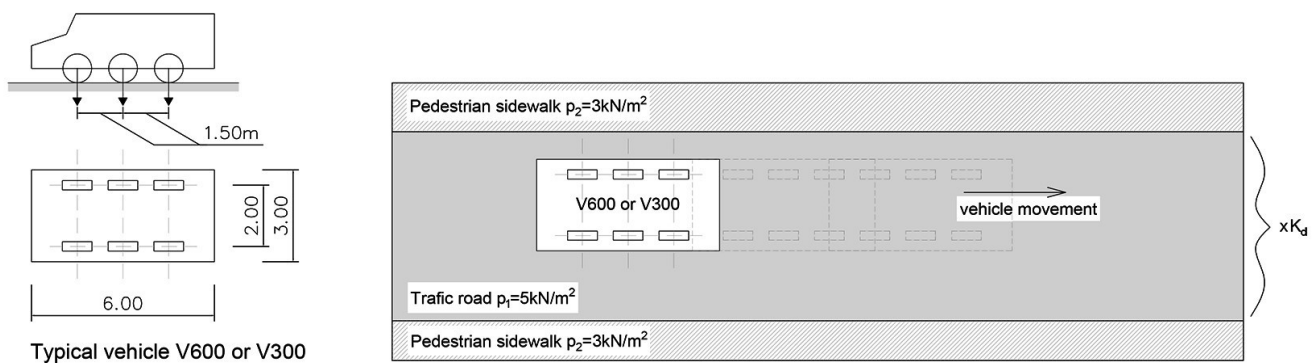 1.50m
2.00
3.00
6.00
Typical vehicle V600 or V300
Pedestrian sidewalk p₂=3kN/m²
V600 or V300
vehicle movement
xKd
Trafic road p₁=5kN/m²
Pedestrian sidewalk p₂=3kN/m²